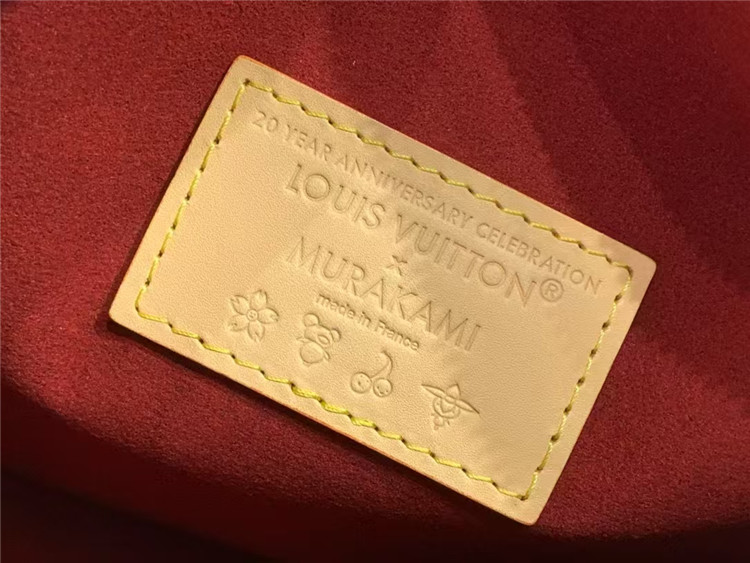 20 YEAR ANNIVERSARY CELEBRATION
LOUIS VUITTON®
×
MURAKAMI
made in France